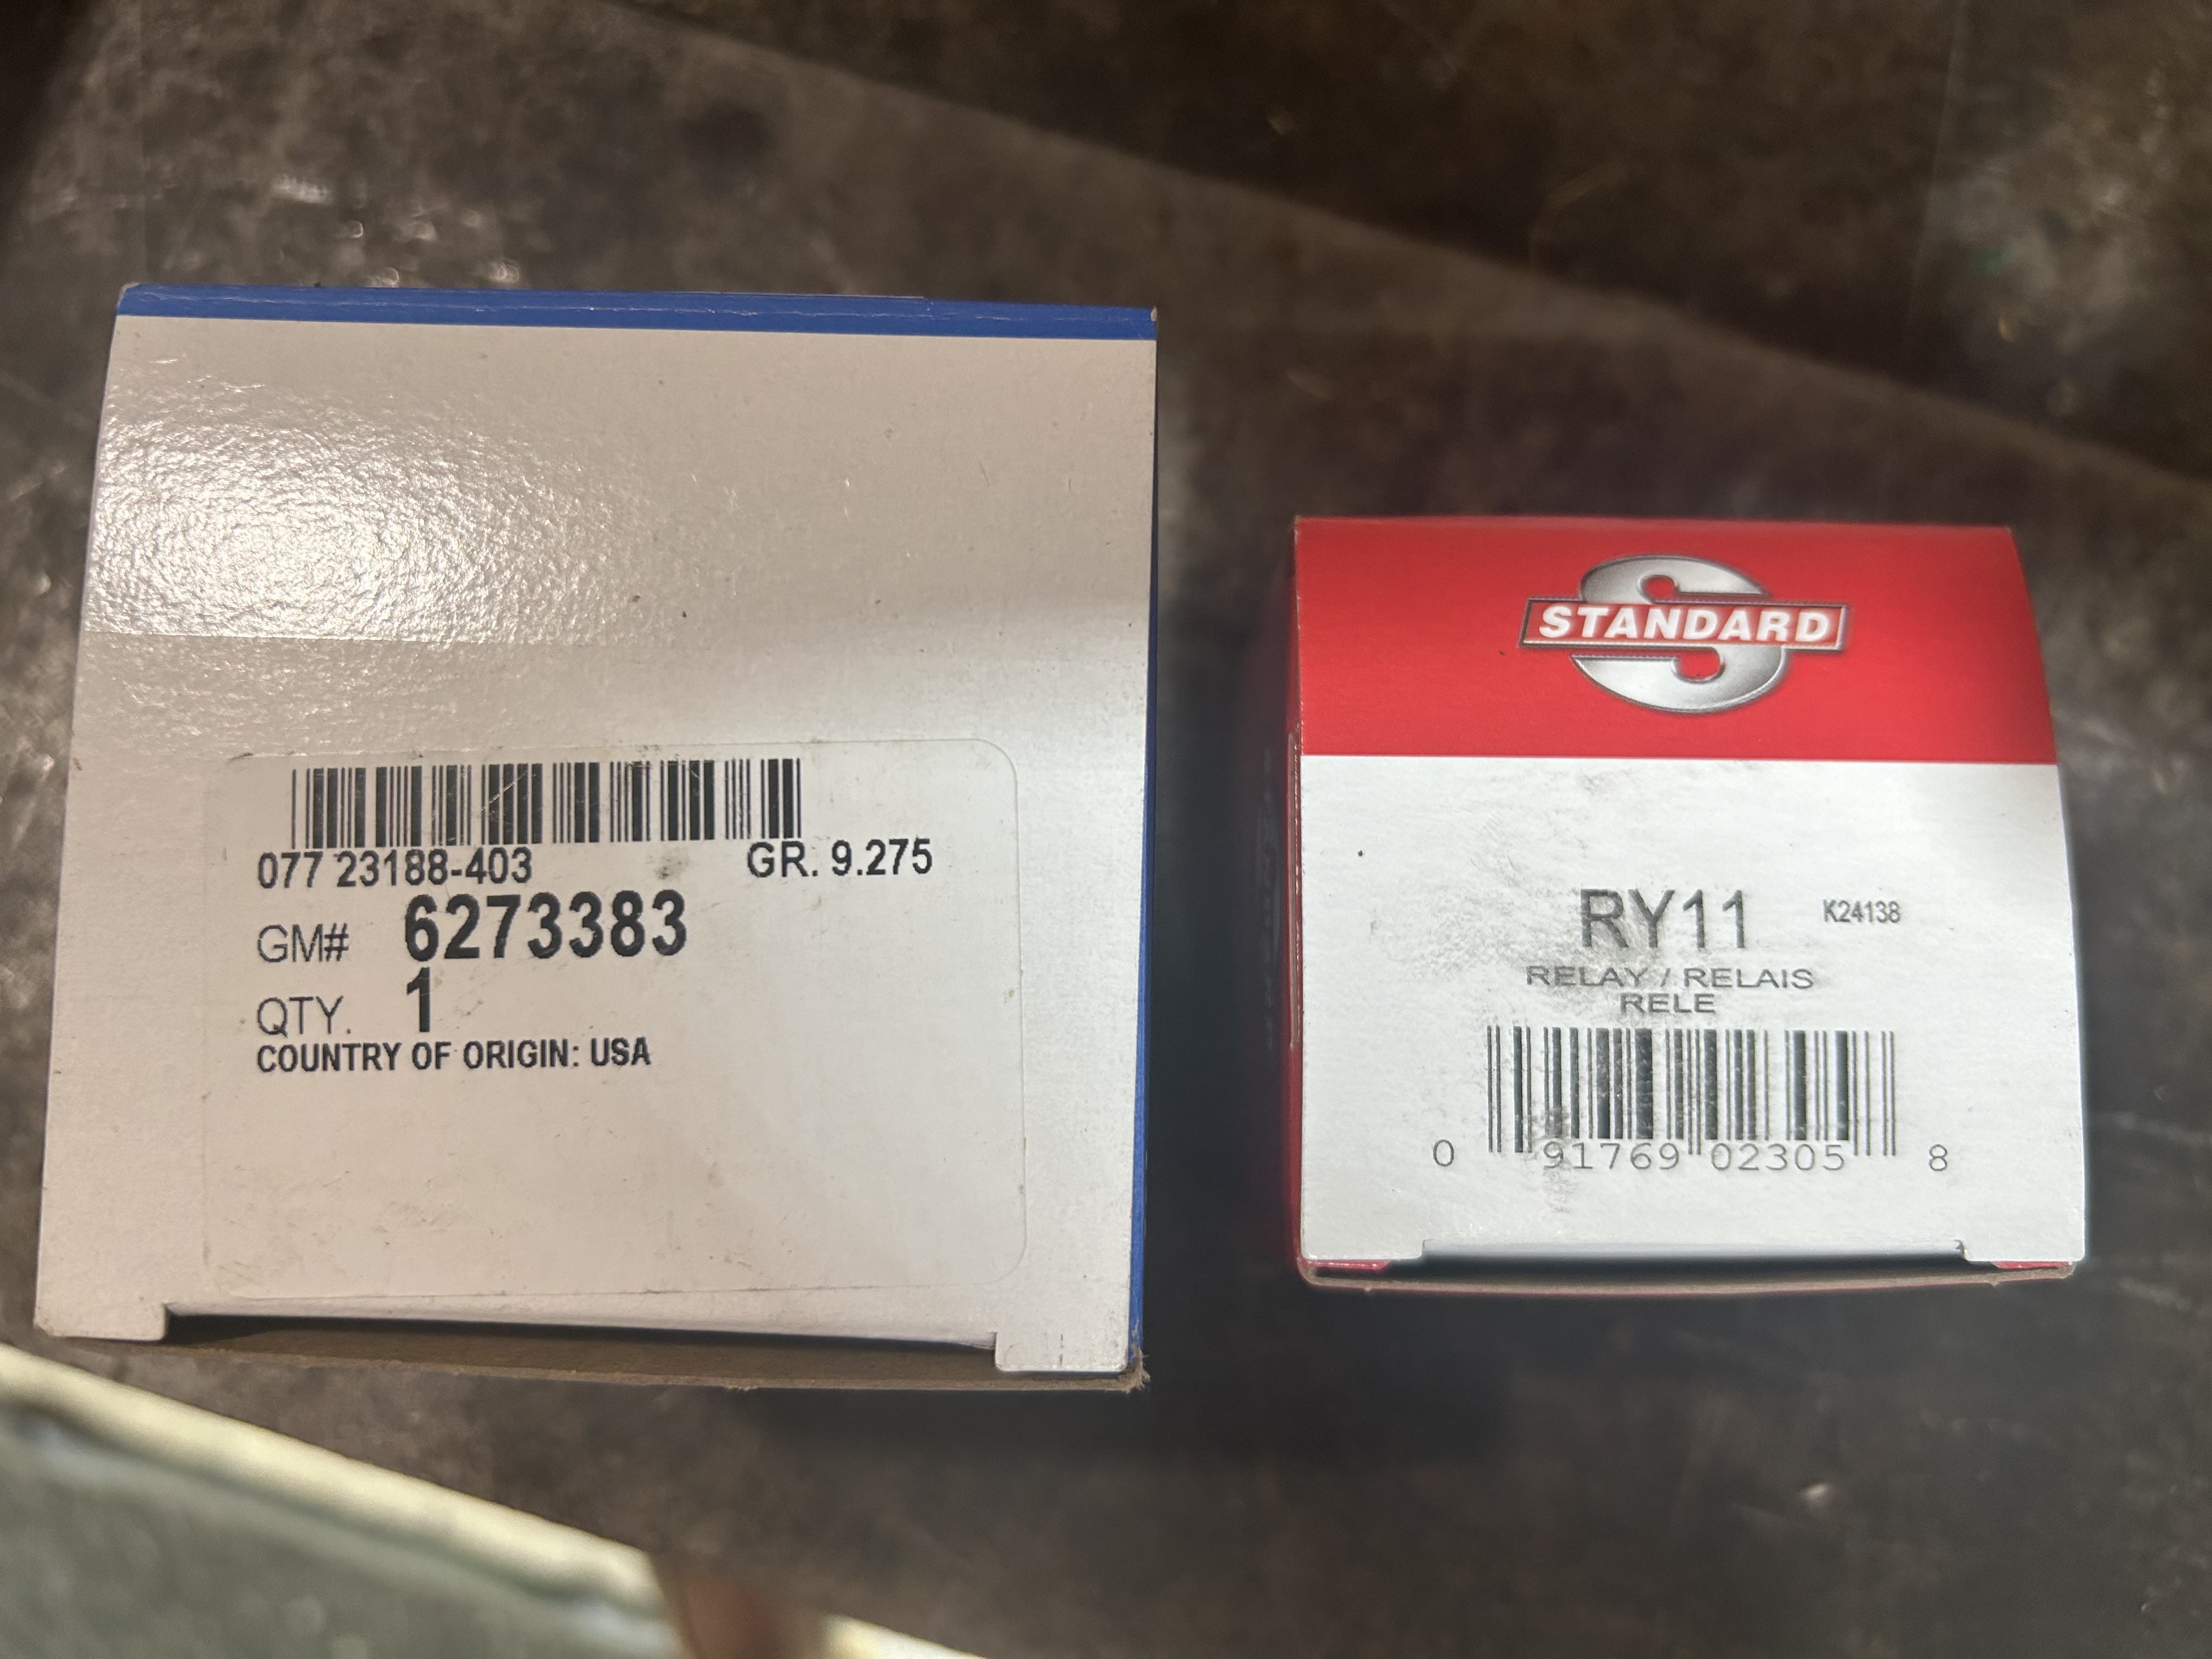 077 23188-403 GR. 9.275
GM# 6273383
QTY. 1
COUNTRY OF ORIGIN: USA
S
STANDARD
RY11 K24138
RELAY / RELAIS
RELE
0 91769 02305 8